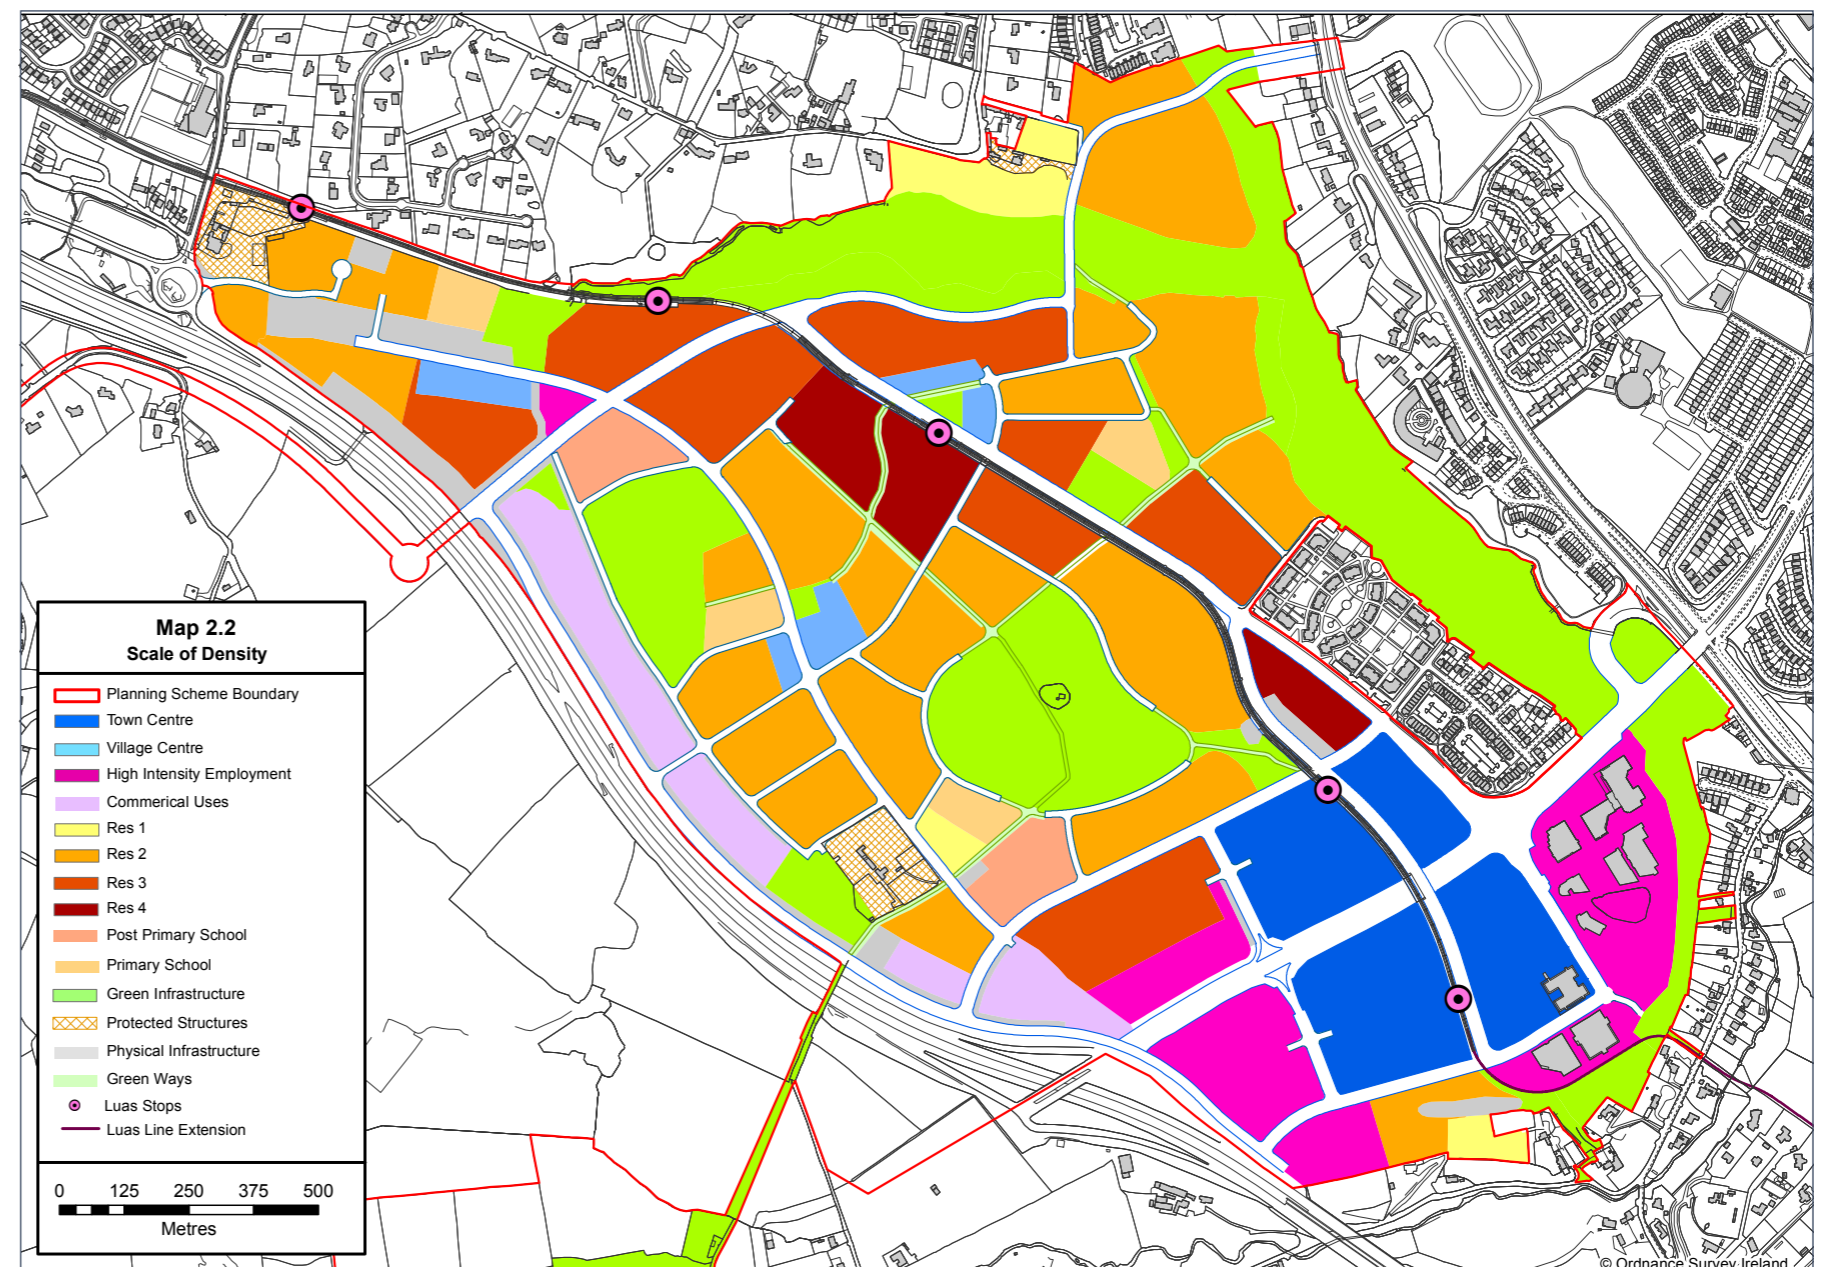 Map 2.2
Scale of Density
Planning Scheme Boundary
Town Centre
Village Centre
High Intensity Employment
Commerical Uses
Res 1
Res 2
Res 3
Res 4
Post Primary School
Primary School
Green Infrastructure
Protected Structures
Physical Infrastructure
Green Ways
Luas Stops
Luas Line Extension
0 125 250 375 500
Metres
© Ordnance Survey Ireland